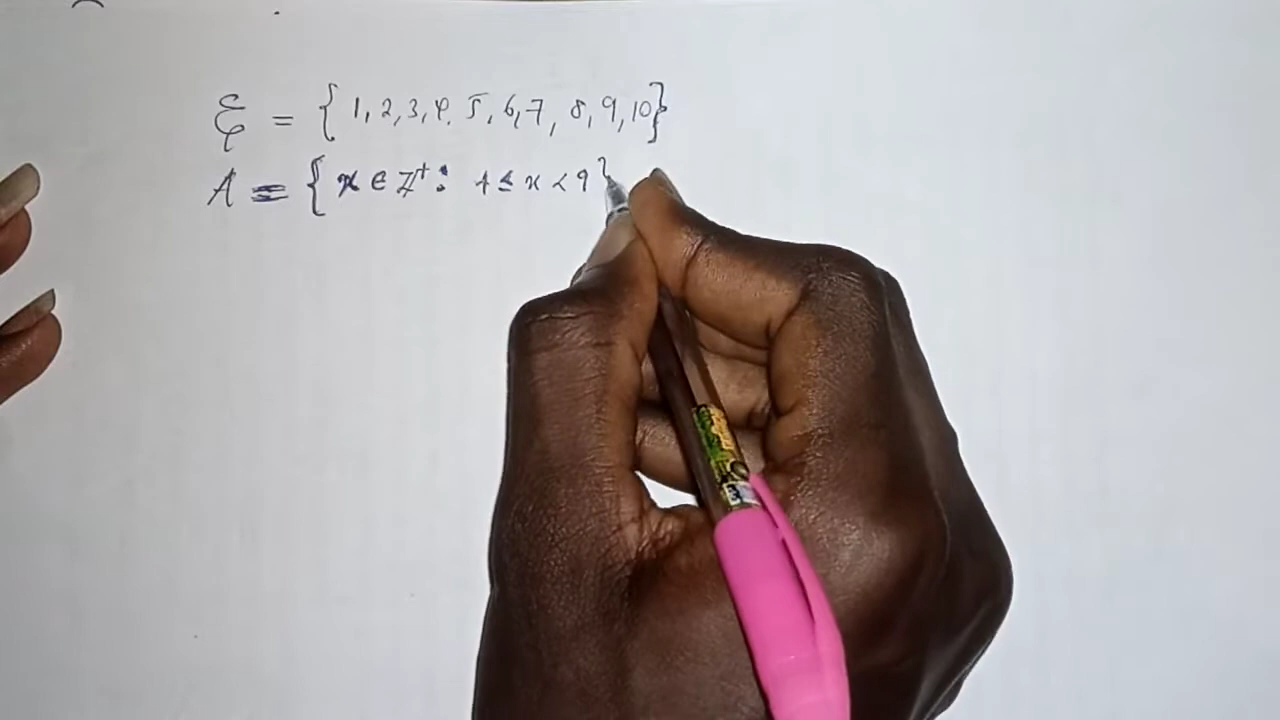 ℰ = { 1, 2, 3, 4, 5, 6, 7, 8, 9, 10}
A = { x ∈ Z⁺ : 1 ≤ x < 9 }